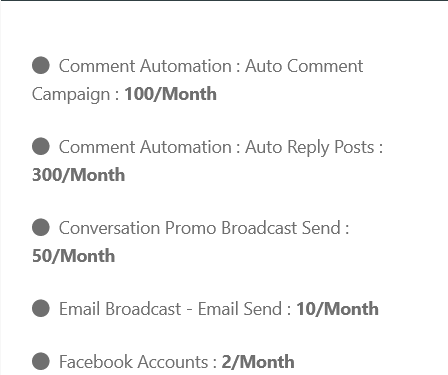 Comment Automation : Auto Comment
Campaign : 100/Month
Comment Automation : Auto Reply Posts :
300/Month
Conversation Promo Broadcast Send :
50/Month
Email Broadcast - Email Send : 10/Month
Facebook Accounts : 2/Month